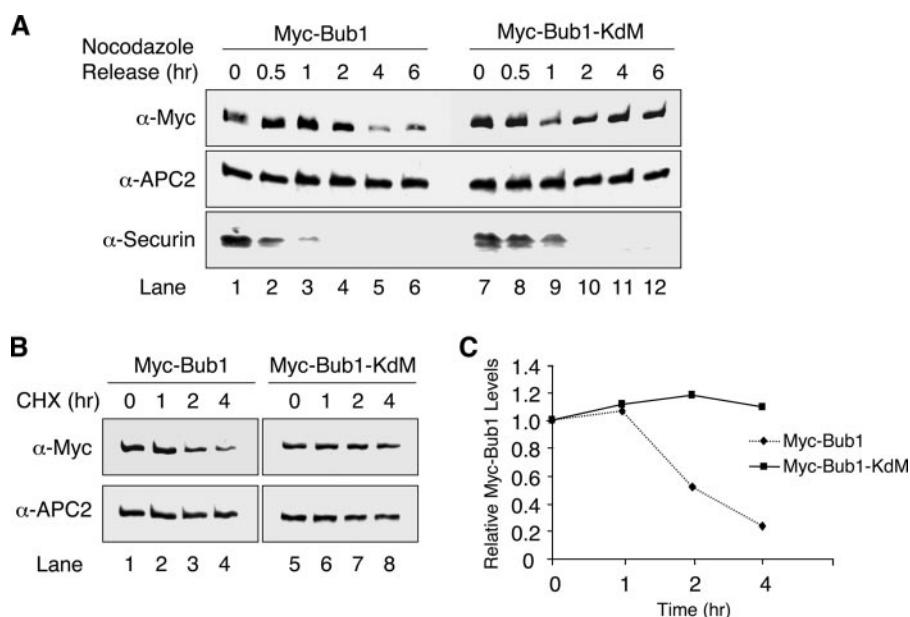 A
Myc-Bub1 Myc-Bub1-KdM
Nocodazole
Release (hr) 0 0.5 1 2 4 6 0 0.5 1 2 4 6
α-Myc
α-APC2
α-Securin
Lane 1 2 3 4 5 6 7 8 9 10 11 12
B
Myc-Bub1 Myc-Bub1-KdM
CHX (hr) 0 1 2 4 0 1 2 4
α-Myc
α-APC2
Lane 1 2 3 4 5 6 7 8
C
Relative Myc-Bub1 Levels
1.4
1.2
1.0
0.8
0.6
0.4
0.2
0
0 1 2 4
Time (hr)
Myc-Bub1
Myc-Bub1-KdM